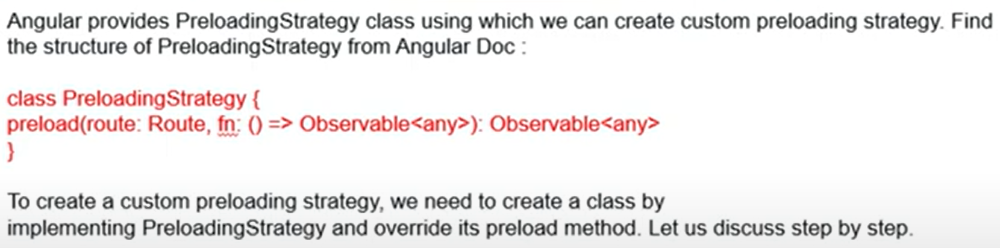 Angular provides PreloadingStrategy class using which we can create custom preloading strategy. Find
the structure of PreloadingStrategy from Angular Doc :
class PreloadingStrategy {
preload(route: Route, fn: () => Observable<any>): Observable<any>
}
To create a custom preloading strategy, we need to create a class by
implementing PreloadingStrategy and override its preload method. Let us discuss step by step.